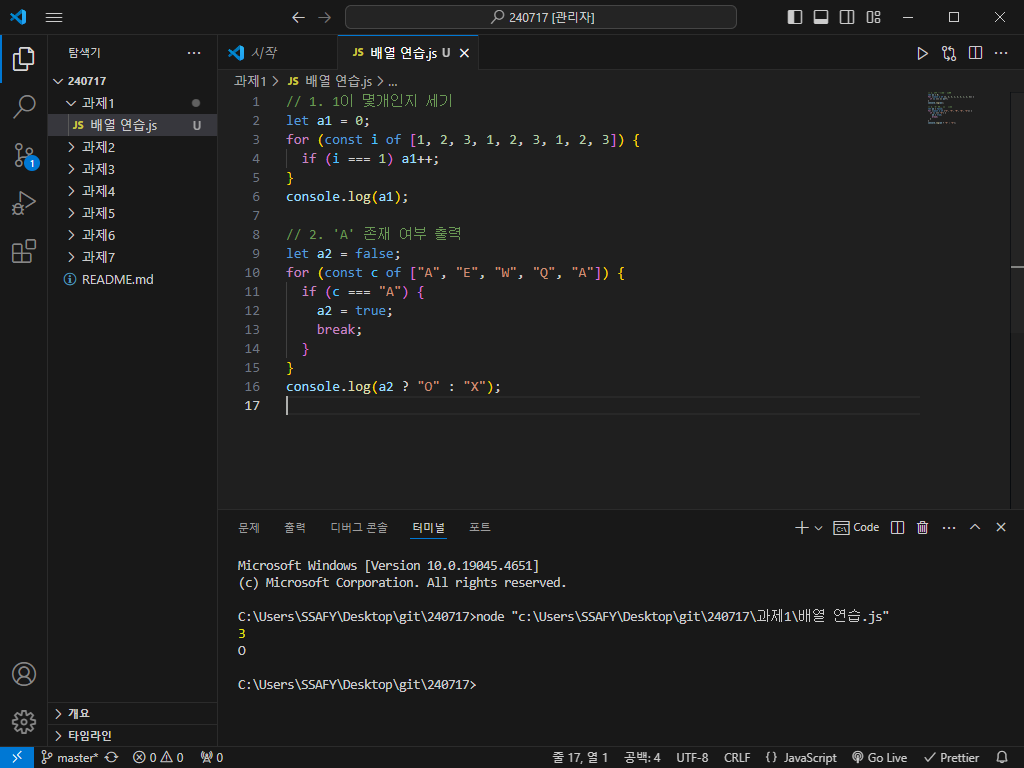 240717 [관리자]
탐색기
시작
JS 배열 연습.js U
240717
과제1
JS 배열 연습.js U
과제2
과제3
과제4
과제5
과제6
과제7
README.md
개요
타임라인
과제1 > JS 배열 연습.js > ...
1 // 1. 1이 몇개인지 세기
2 let a1 = 0;
3 for (const i of [1, 2, 3, 1, 2, 3, 1, 2, 3]) {
4 if (i === 1) a1++;
5 }
6 console.log(a1);
7
8 // 2. 'A' 존재 여부 출력
9 let a2 = false;
10 for (const c of ["A", "E", "W", "Q", "A"]) {
11 if (c === "A") {
12 a2 = true;
13 break;
14 }
15 }
16 console.log(a2 ? "O" : "X");
17
문제 출력 디버그 콘솔 터미널 포트
Code
Microsoft Windows [Version 10.0.19045.4651]
(c) Microsoft Corporation. All rights reserved.
C:\Users\SSAFY\Desktop\git\240717>node "c:\Users\SSAFY\Desktop\git\240717\과제1\배열 연습.js"
3
O
C:\Users\SSAFY\Desktop\git\240717>
1
master* 0 0 0 줄 17, 열 1 공백: 4 UTF-8 CRLF {} JavaScript Go Live Prettier